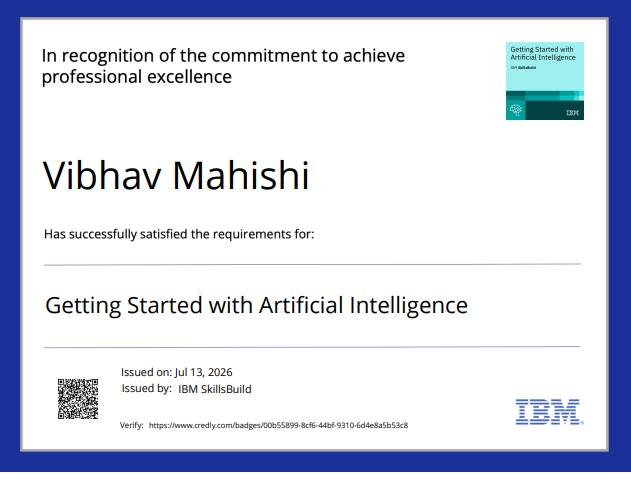 In recognition of the commitment to achieve
professional excellence
Getting Started with
Artificial Intelligence
IBM SkillsBuild
IBM
Vibhav Mahishi
Has successfully satisfied the requirements for:
Getting Started with Artificial Intelligence
Issued on: Jul 13, 2026
Issued by: IBM SkillsBuild
Verify: https://www.credly.com/badges/00b55899-8cf6-44bf-9310-6d4e8a5b53c8
IBM®